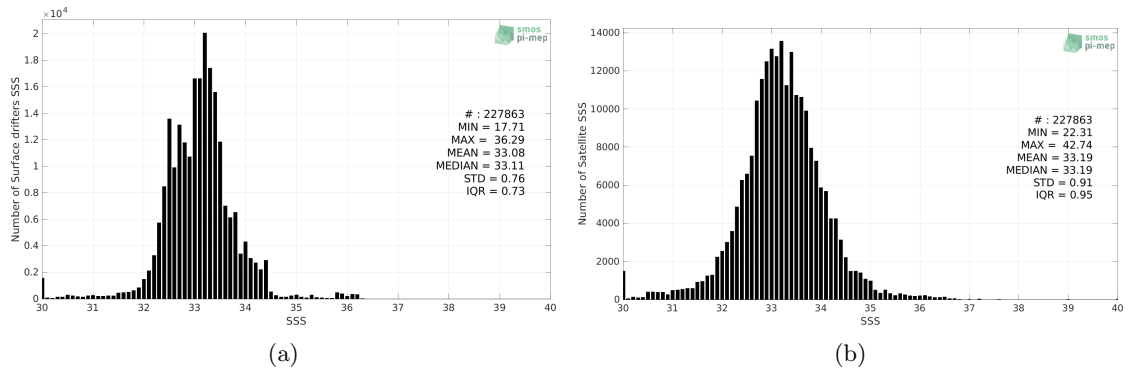 ×10⁴
2
1.8
1.6
1.4
1.2
1
0.8
0.6
0.4
0.2
0
30 31 32 33 34 35 36 37 38 39 40
SSS
Number of Surface drifters SSS
smos
pi-mep
# : 227863
MIN = 17.71
MAX = 36.29
MEAN = 33.08
MEDIAN = 33.11
STD = 0.76
IQR = 0.73
(a)
14000
12000
10000
8000
6000
4000
2000
0
30 31 32 33 34 35 36 37 38 39 40
SSS
Number of Satellite SSS
smos
pi-mep
# : 227863
MIN = 22.31
MAX = 42.74
MEAN = 33.19
MEDIAN = 33.19
STD = 0.91
IQR = 0.95
(b)